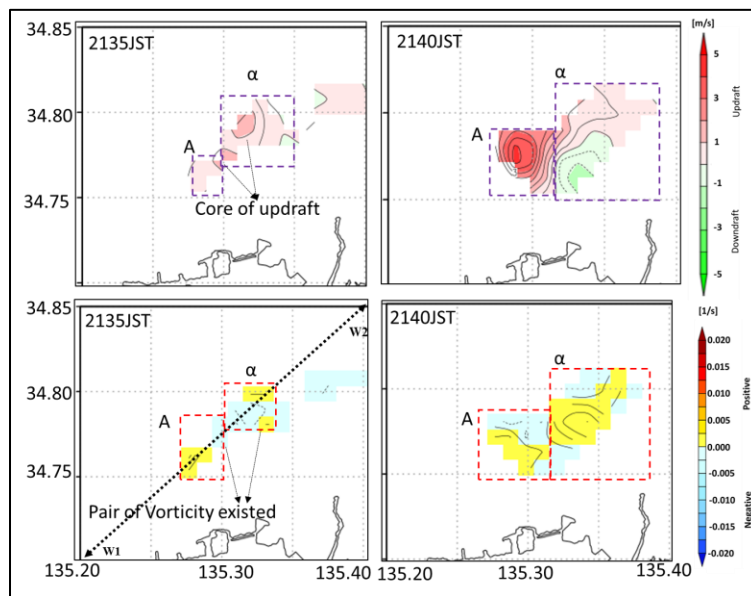 34.85
2135JST
α
34.80
A
34.75
Core of updraft
2140JST
α
A
[m/s]
5
3
1
-1
-3
-5
Updraft
Downdraft
34.85
2135JST
W2
α
34.80
A
34.75
Pair of Vorticity existed
W1
135.20
135.30
135.40
2140JST
α
A
135.30
135.40
[1/s]
0.020
0.015
0.010
0.005
0.000
-0.005
-0.010
-0.015
-0.020
Positive
Negative